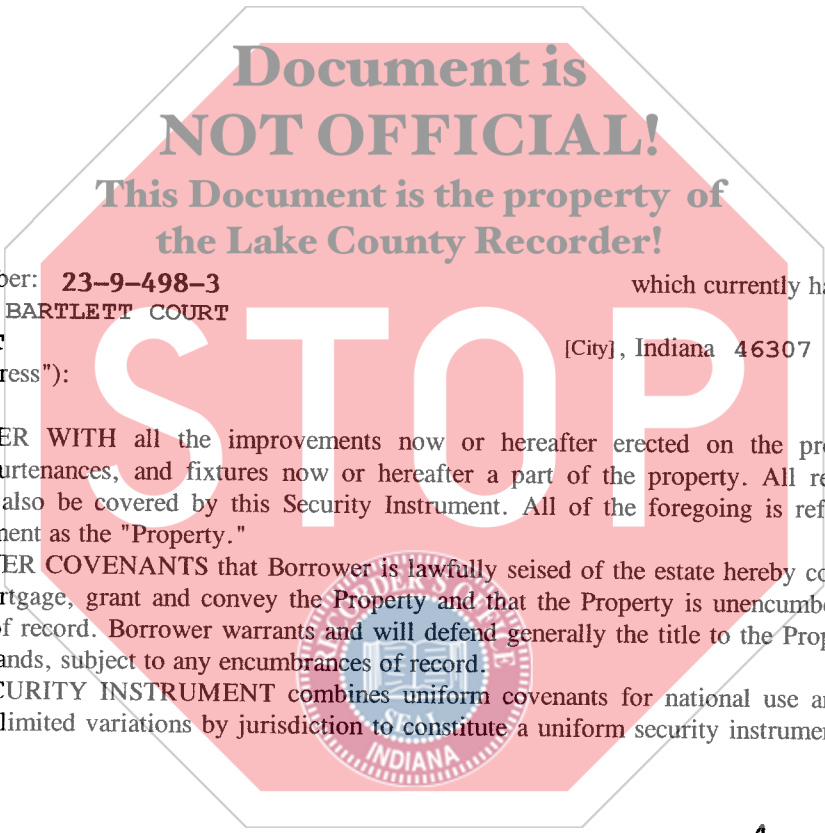 Document is
NOT OFFICIAL!
This Document is the property of
the Lake County Recorder!
ber: 23-9-498-3 which currently ha
BARTLETT COURT
T [City], Indiana 46307
ress"):
STOP
ER WITH all the improvements now or hereafter erected on the pro
urtenances, and fixtures now or hereafter a part of the property. All re
also be covered by this Security Instrument. All of the foregoing is ref
ment as the "Property."
ER COVENANTS that Borrower is lawfully seised of the estate hereby co
rtgage, grant and convey the Property and that the Property is unencumbe
f record. Borrower warrants and will defend generally the title to the Prop
ands, subject to any encumbrances of record.
CURITY INSTRUMENT combines uniform covenants for national use a
limited variations by jurisdiction to constitute a uniform security instrumen
RECORDER'S OFFICE
SEAL
INDIANA